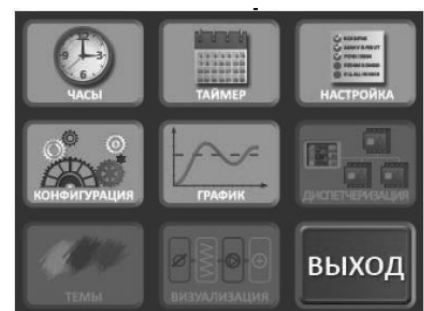 ЧАСЫ
ТАЙМЕР
НАСТРОЙКА
КОНФИГУРАЦИЯ
ГРАФИК
ДИСПЕТЧЕРИЗАЦИЯ
ТЕМЫ
ВИЗУАЛИЗАЦИЯ
ВЫХОД